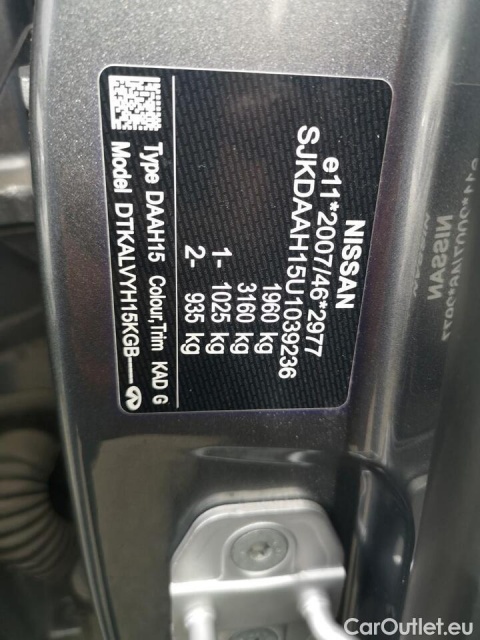 NISSAN
e11*2007/46*2977
SJKDAAH15U1039236
1960 kg
3160 kg
1- 1025 kg
2- 935 kg
Type DAAH15 Colour,Trim KAD G
Model DTKALVYH15KGB-----
CarOutlet.eu